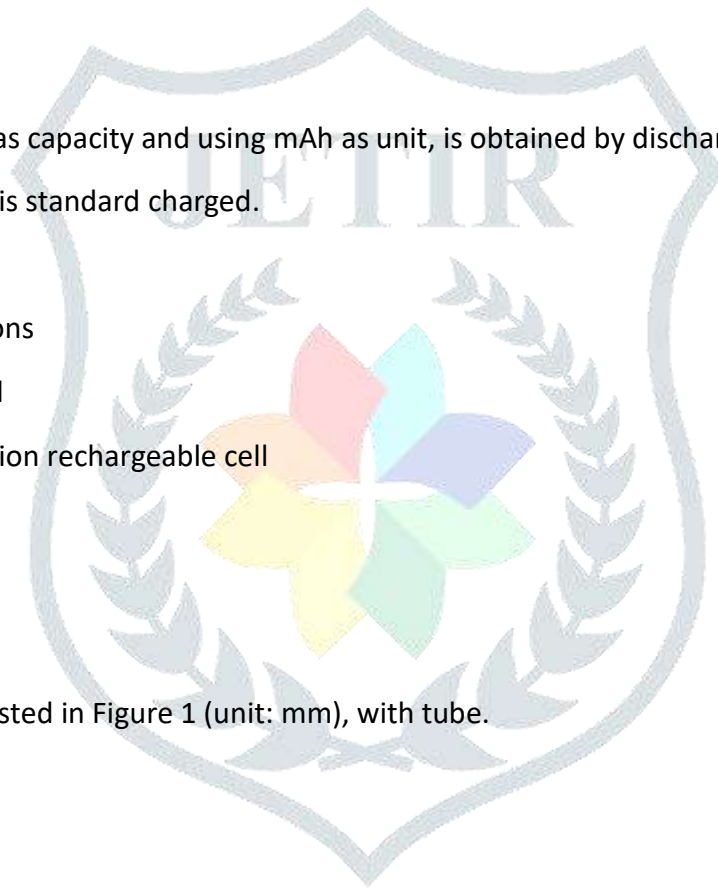 as capacity and using mAh as unit, is obtained by dischar
is standard charged.
JETIR
ons
ion rechargeable cell
sted in Figure 1 (unit: mm), with tube.